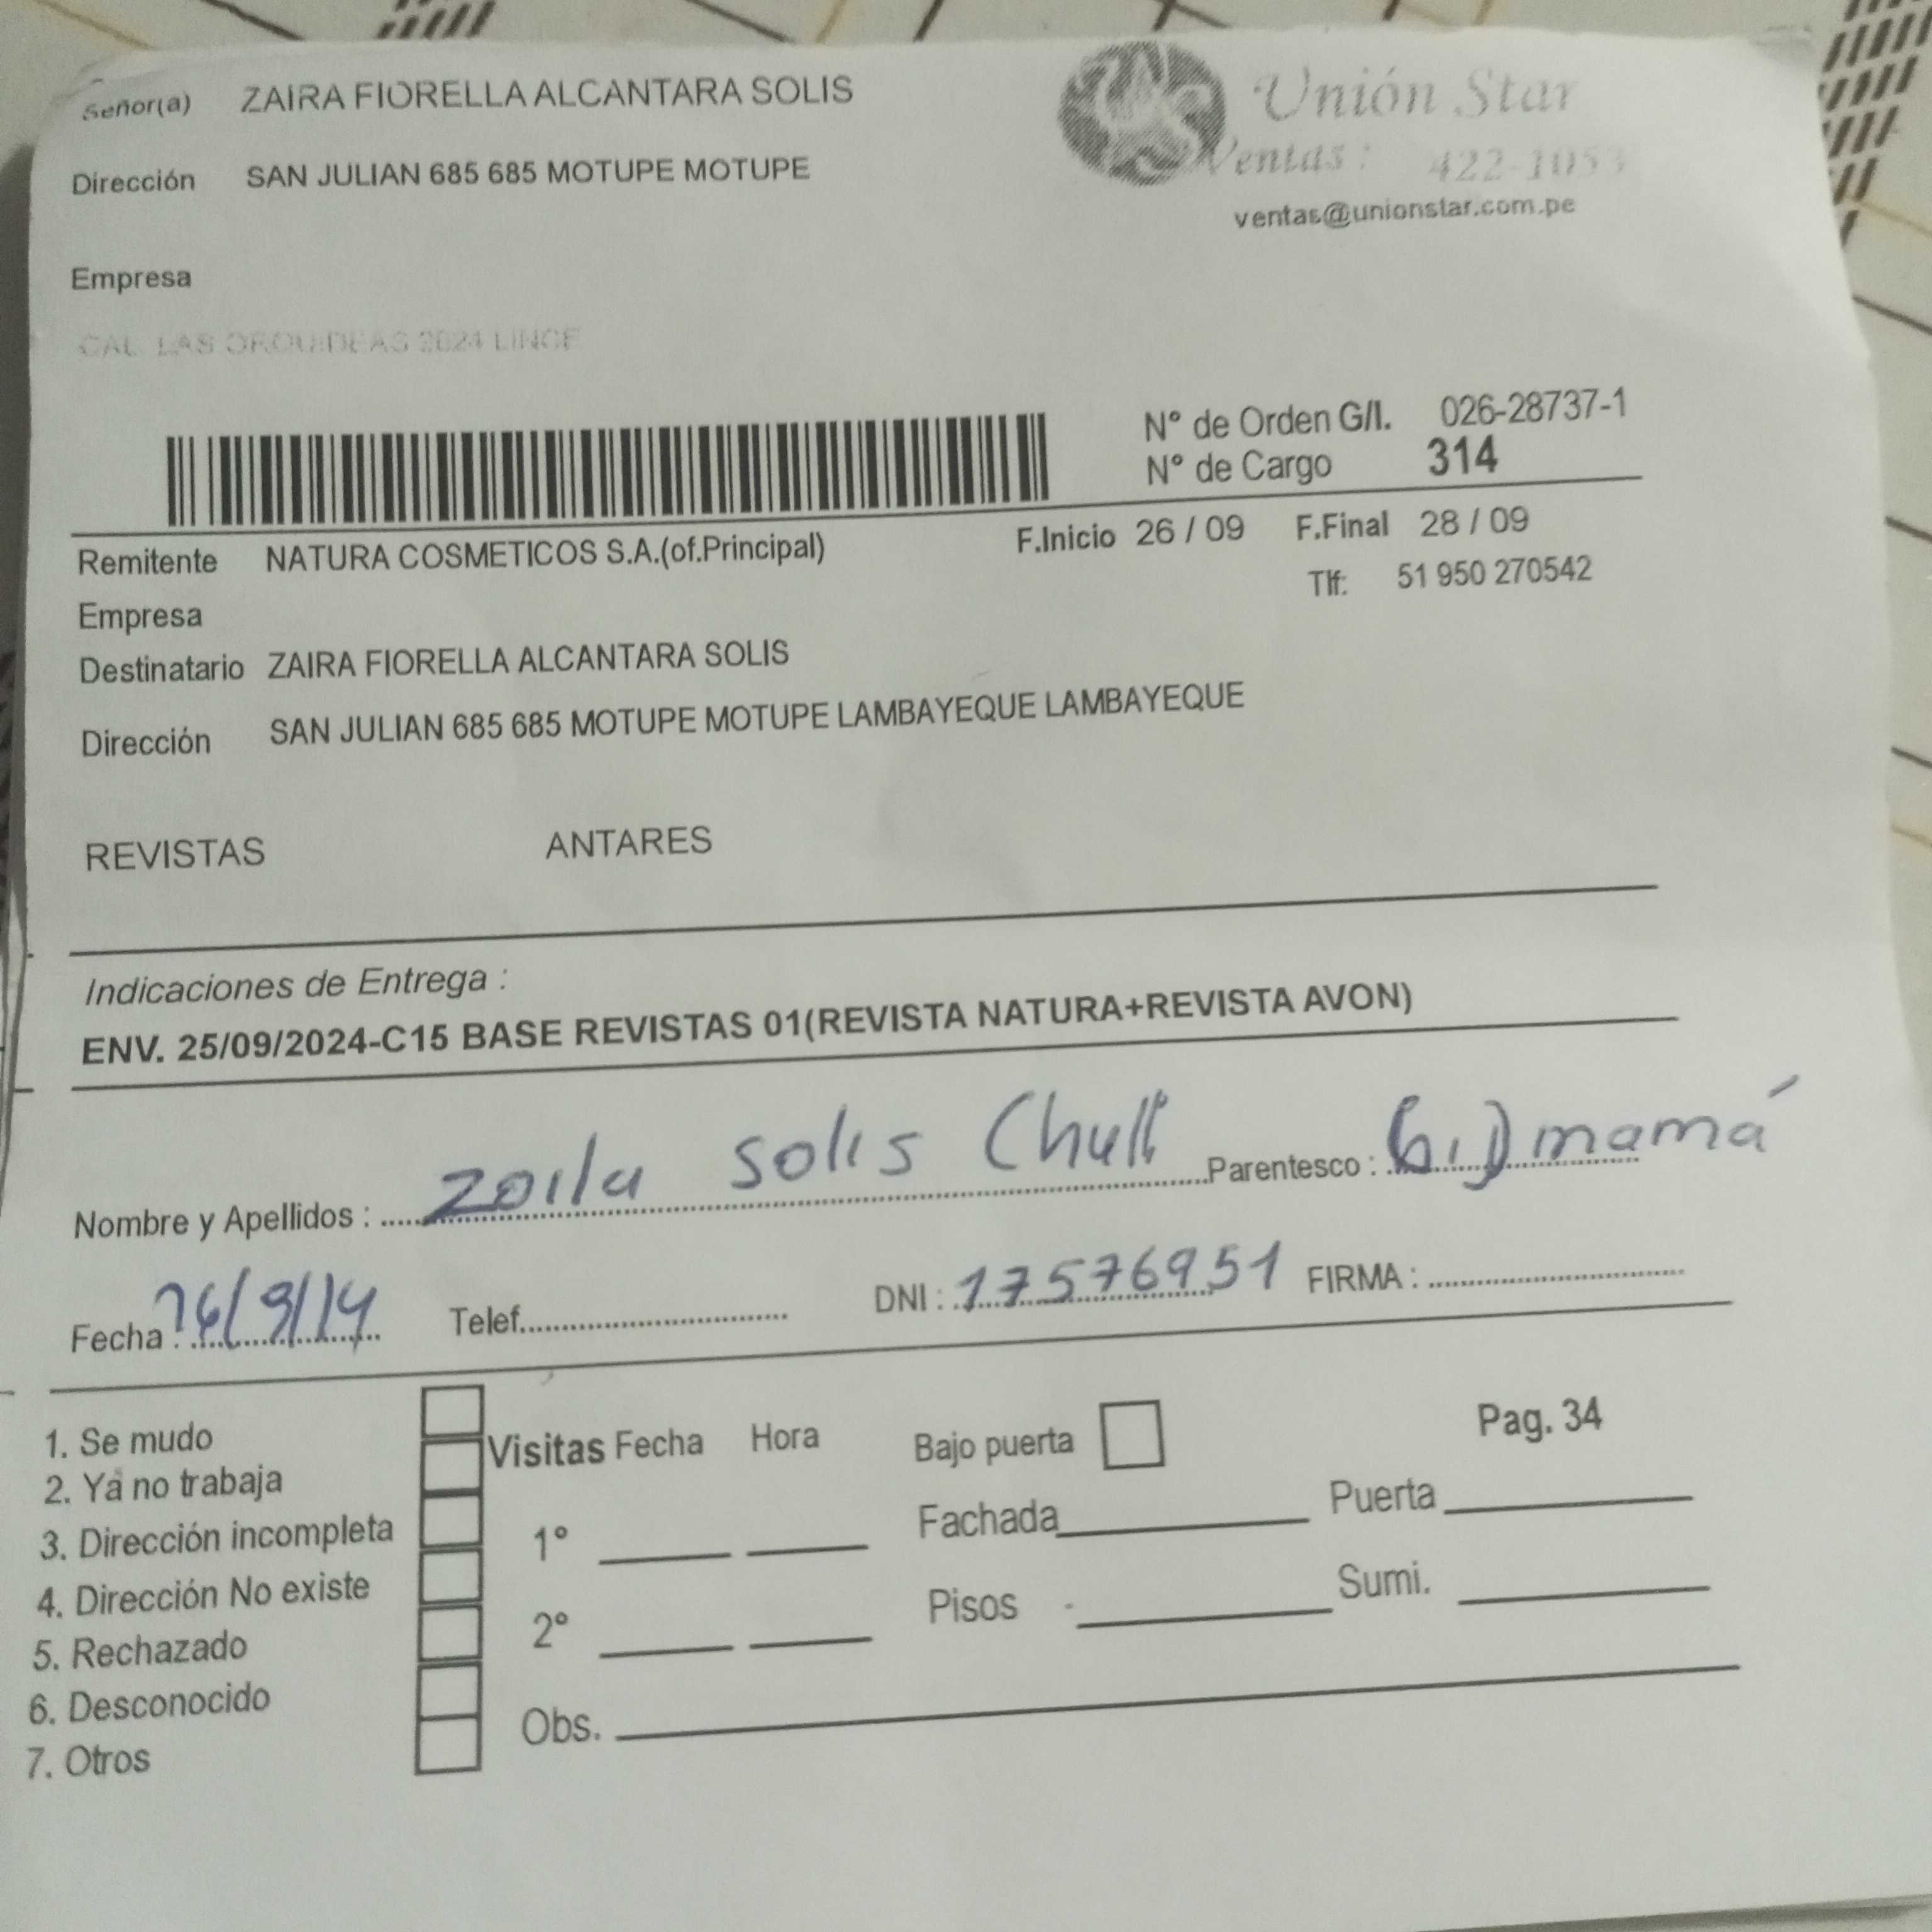 Señor(a) ZAIRA FIORELLA ALCANTARA SOLIS
Unión Star
Dirección SAN JULIAN 685 685 MOTUPE MOTUPE
Ventas : 422-105
ventas@unionstar.com.pe
Empresa
CAL. LAS ORQUIDEAS 2024 LINCE
N° de Orden G/I. 026-28737-1
N° de Cargo 314
Remitente NATURA COSMETICOS S.A.(of.Principal) F.Inicio 26 / 09 F.Final 28 / 09
Tlf: 51 950 270542
Empresa
Destinatario ZAIRA FIORELLA ALCANTARA SOLIS
Dirección SAN JULIAN 685 685 MOTUPE MOTUPE LAMBAYEQUE LAMBAYEQUE
REVISTAS ANTARES
Indicaciones de Entrega :
ENV. 25/09/2024-C15 BASE REVISTAS 01(REVISTA NATURA+REVISTA AVON)
Nombre y Apellidos : Zoila Solis Parentesco : mamá
Fecha : Telef. DNI : 17576951 FIRMA :
1. Se mudo
2. Ya no trabaja
3. Dirección incompleta
4. Dirección No existe
5. Rechazado
6. Desconocido
7. Otros
Visitas Fecha Hora
1°
2°
Obs.
Bajo puerta
Pag. 34
Fachada Puerta
Pisos Sumi.